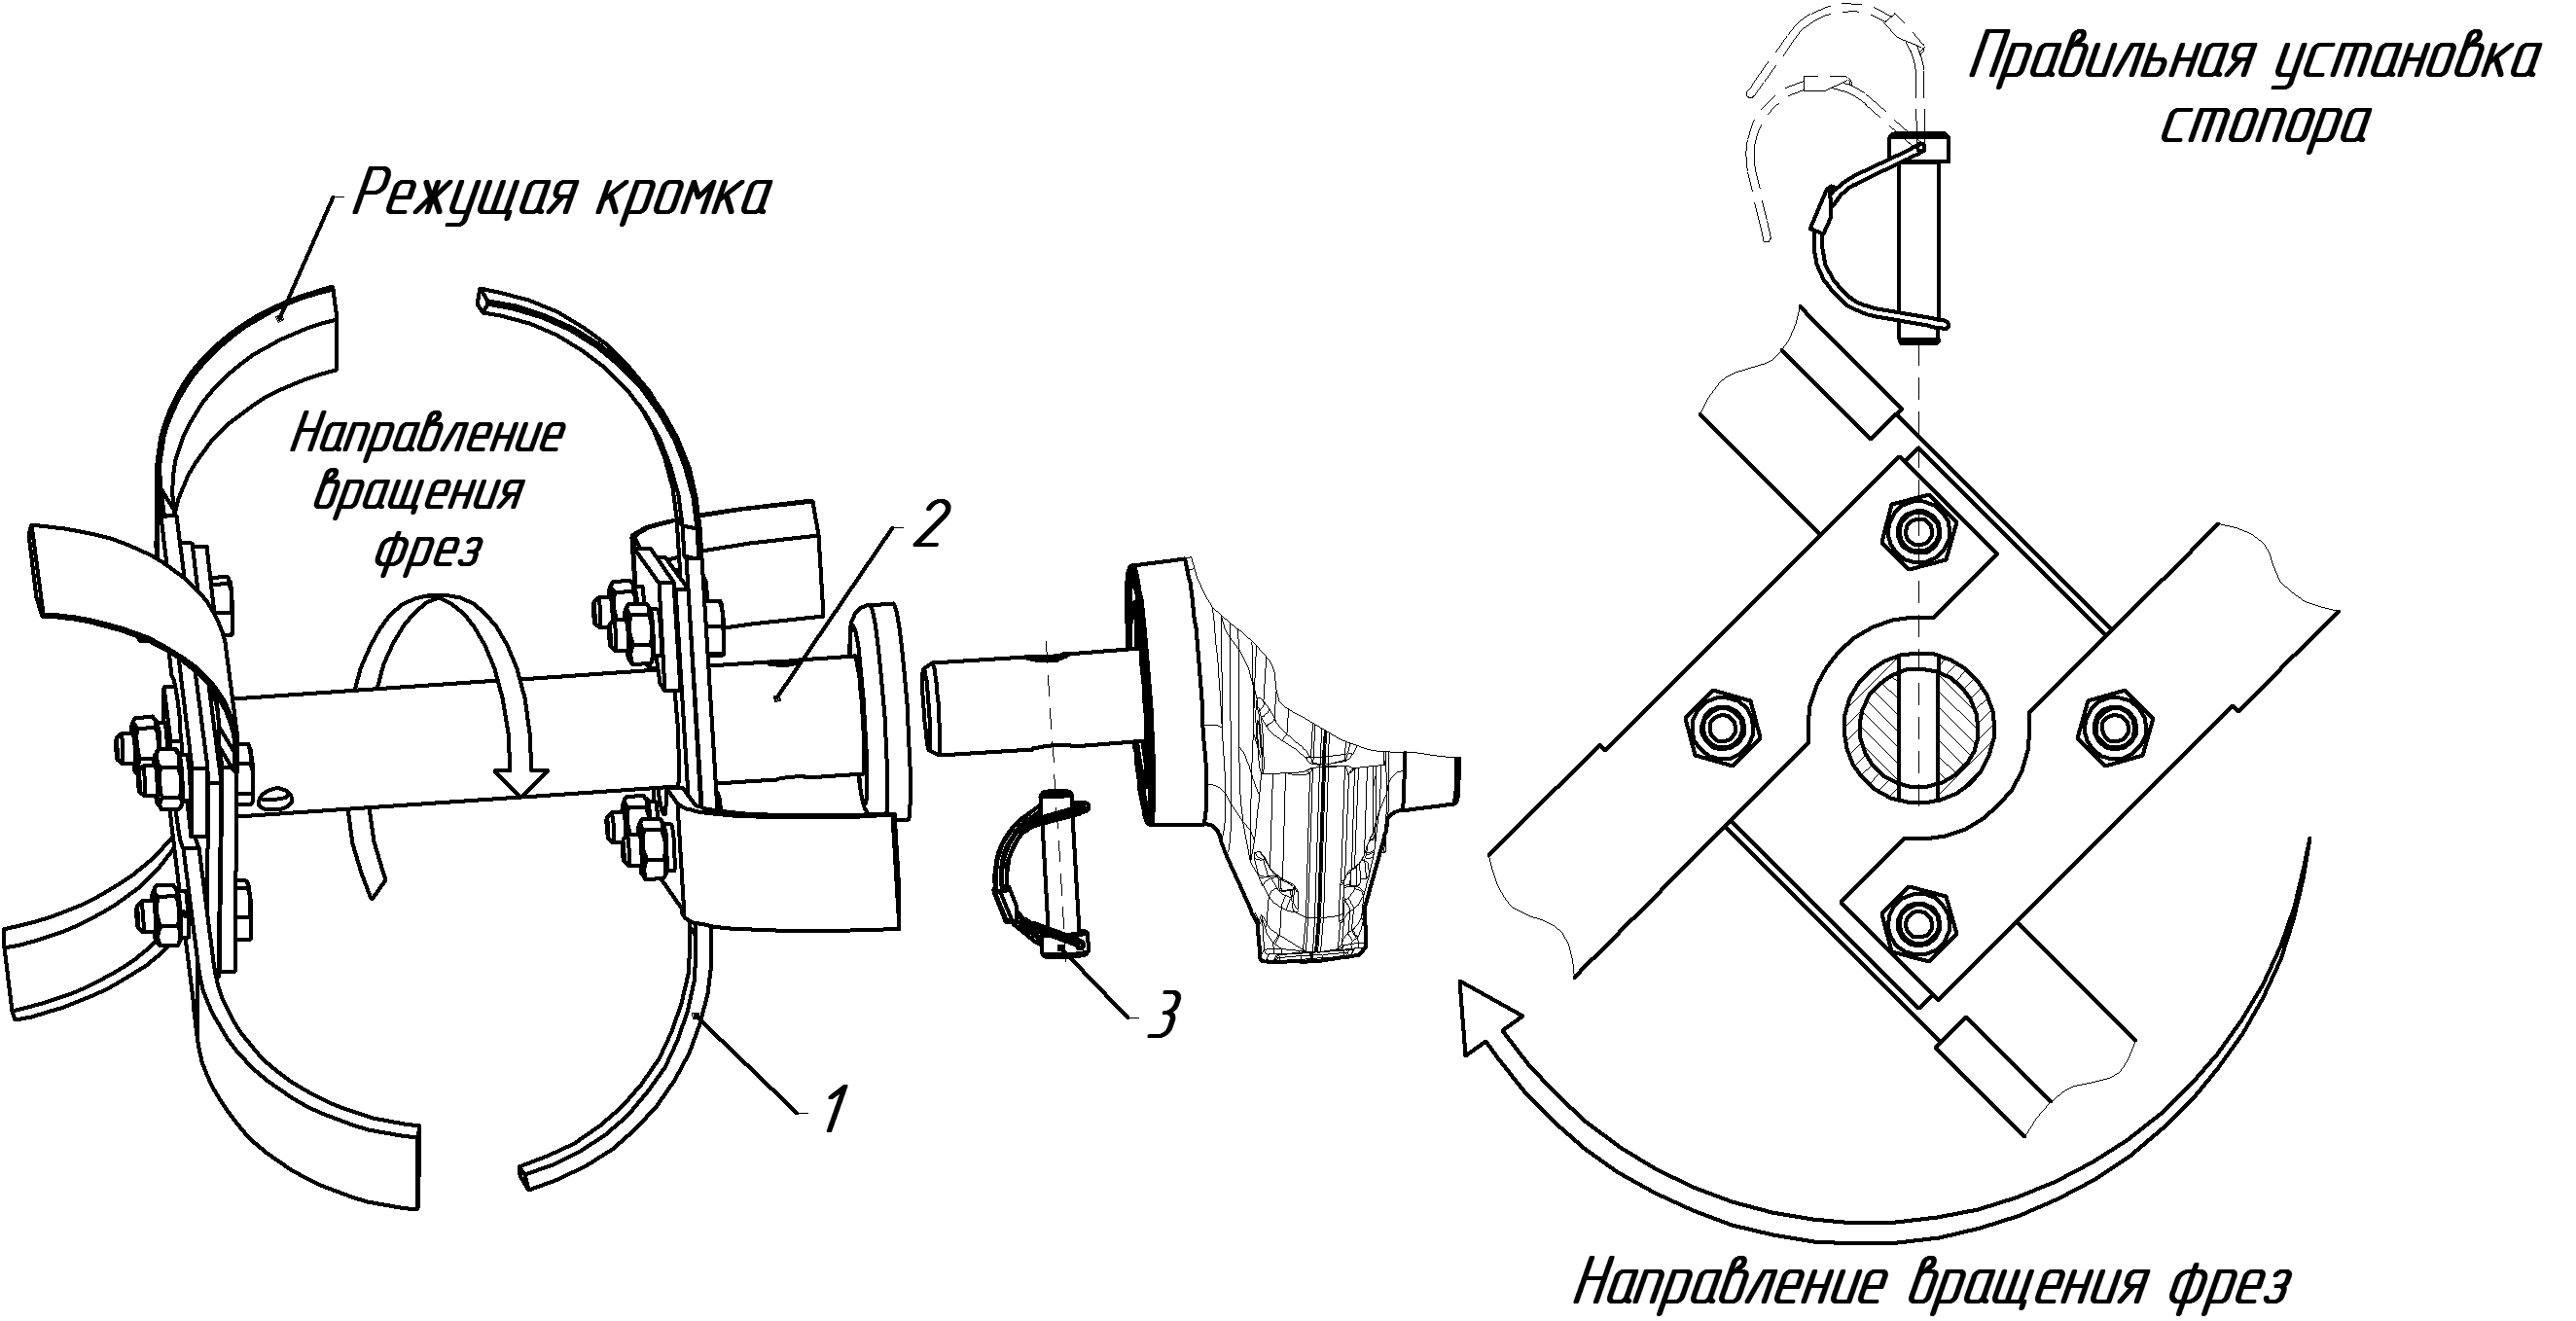 Правильная установка
стопора
Режущая кромка
Направление
вращения
фрез
2
3
1
Направление вращения фрез